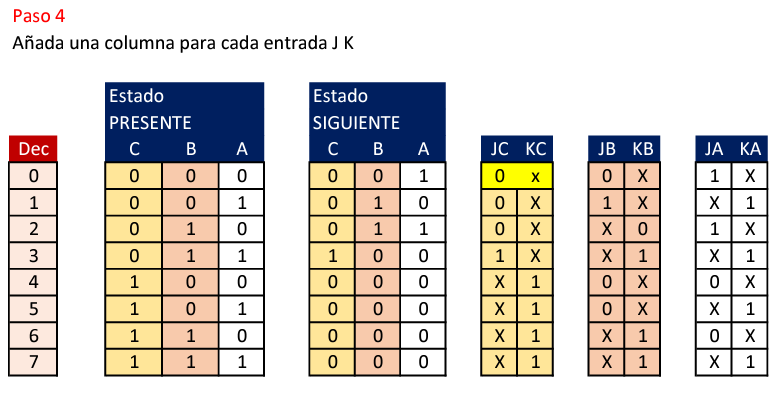 Paso 4
Añada una columna para cada entrada J K
Estado Estado
PRESENTE SIGUIENTE
Dec C B A C B A JC KC JB KB JA KA
0 0 0 0 0 0 1 0 x 0 X 1 X
1 0 0 1 0 1 0 0 X 1 X X 1
2 0 1 0 0 1 1 0 X X 0 1 X
3 0 1 1 1 0 0 1 X X 1 X 1
4 1 0 0 0 0 0 X 1 0 X 0 X
5 1 0 1 0 0 0 X 1 0 X X 1
6 1 1 0 0 0 0 X 1 X 1 0 X
7 1 1 1 0 0 0 X 1 X 1 X 1